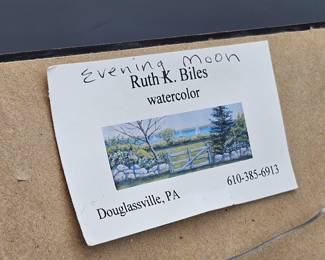 Evening Moon
Ruth K. Biles
watercolor
Douglassville, PA
610-385-6913